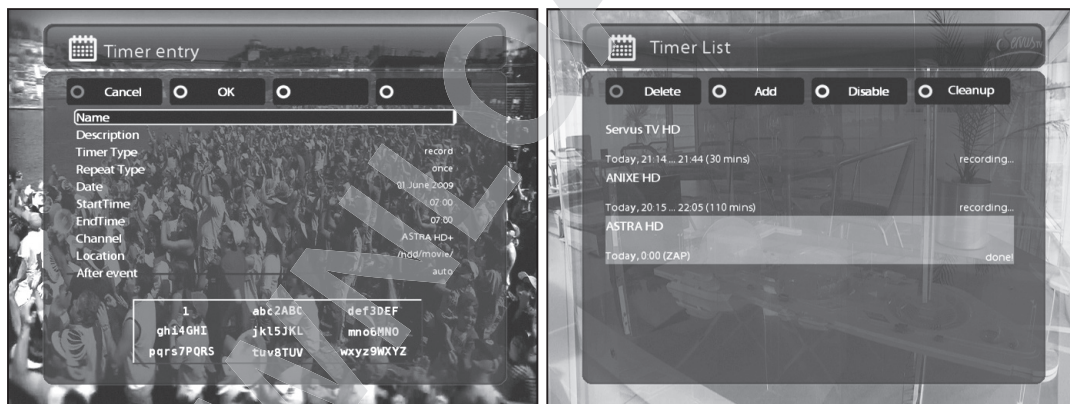 Timer entry
Cancel OK
Name
Description
Timer Type record
Repeat Type once
Date 01 June 2009
StartTime 07:00
EndTime 07:00
Channel ASTRA HD+
Location /hdd/movie/
After event auto
1 abc2ABC def3DEF
ghi4GHI jkl5JKL mno6MNO
pqrs7PQRS tuv8TUV wxyz9WXYZ
Timer List
Servus
Delete Add Disable Cleanup
Servus TV HD
Today, 21:14 ... 21:44 (30 mins) recording...
ANIXE HD
Today, 20:15 ... 22:05 (110 mins) recording...
ASTRA HD
Today, 0:00 (ZAP) done!